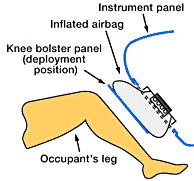 Instrument panel
Inflated airbag
Knee bolster panel
(deployment
position)
Occupant's leg